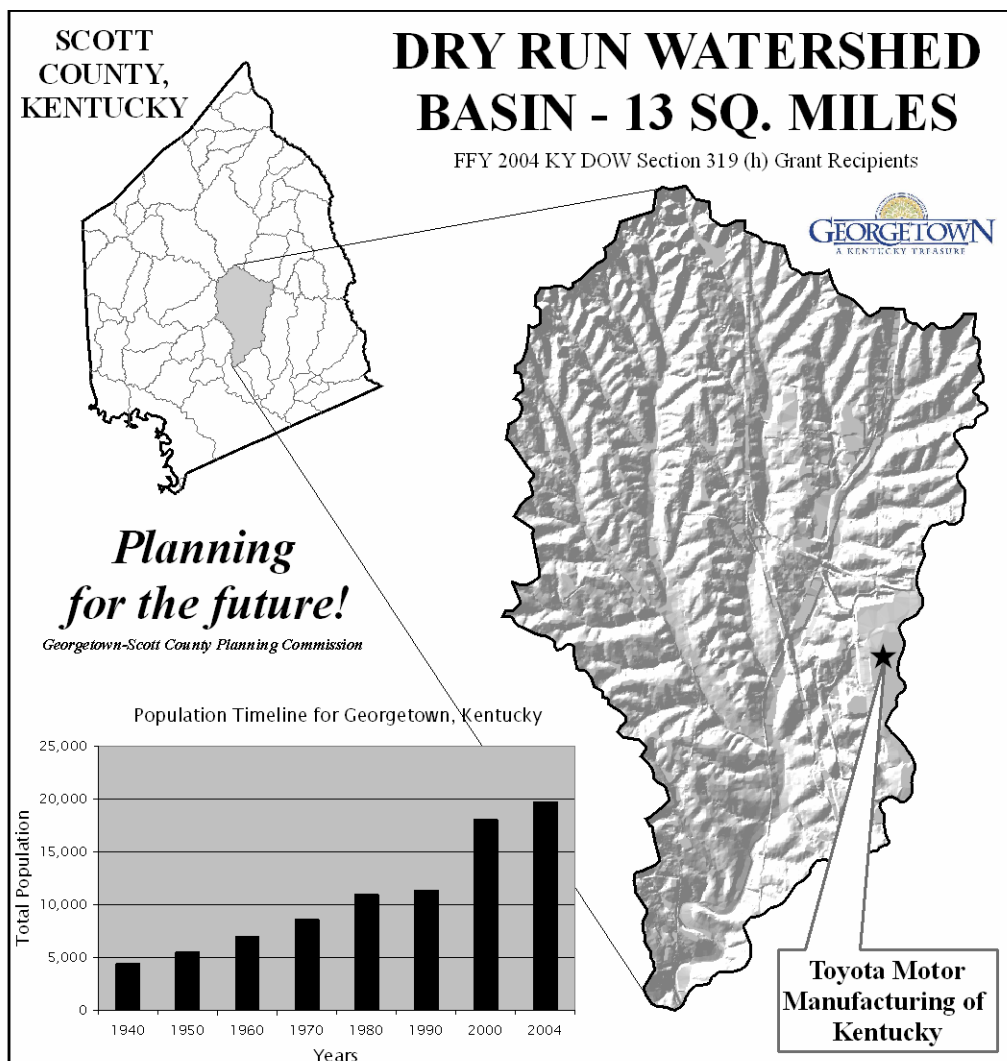 SCOTT
COUNTY,
KENTUCKY
DRY RUN WATERSHED
BASIN - 13 SQ. MILES
FFY 2004 KY DOW Section 319 (h) Grant Recipients
GEORGETOWN
A KENTUCKY TREASURE
Planning
for the future!
Georgetown-Scott County Planning Commission
Population Timeline for Georgetown, Kentucky
Total Population
25,000
20,000
15,000
10,000
5,000
0
1940 1950 1960 1970 1980 1990 2000 2004
Years
Toyota Motor
Manufacturing of
Kentucky